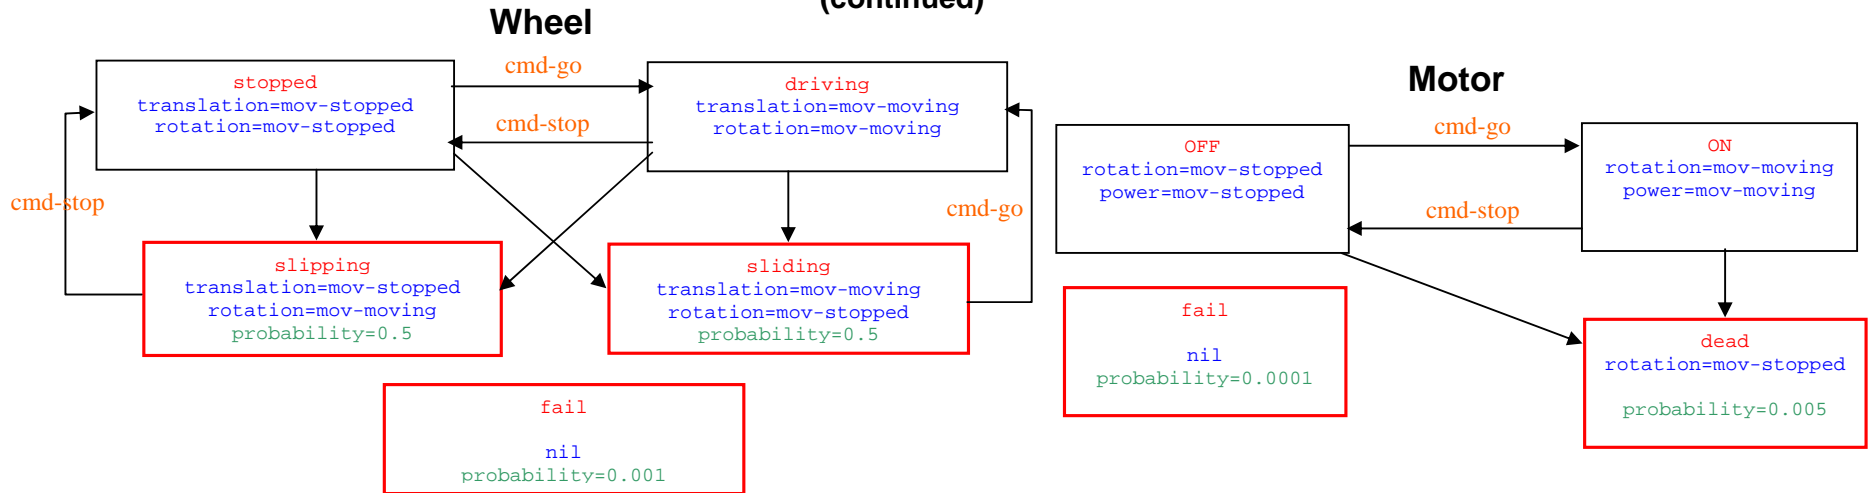 (continued)
Wheel
stopped
translation=mov-stopped
rotation=mov-stopped
cmd-go
cmd-stop
driving
translation=mov-moving
rotation=mov-moving
cmd-stop
cmd-go
slipping
translation=mov-stopped
rotation=mov-moving
probability=0.5
sliding
translation=mov-moving
rotation=mov-stopped
probability=0.5
fail
nil
probability=0.001
Motor
OFF
rotation=mov-stopped
power=mov-stopped
cmd-go
cmd-stop
ON
rotation=mov-moving
power=mov-moving
fail
nil
probability=0.0001
dead
rotation=mov-stopped
probability=0.005